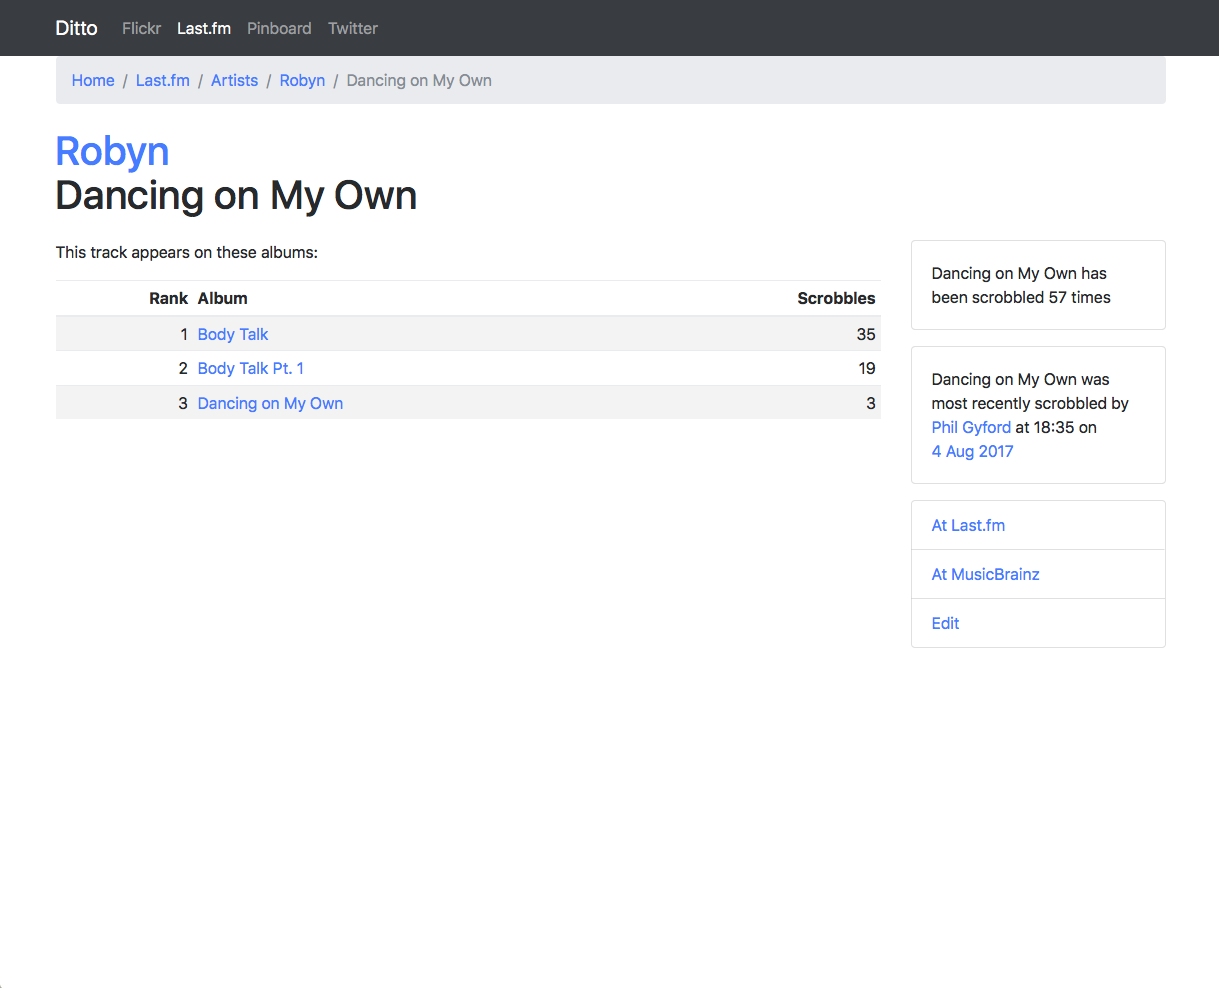 Ditto Flickr Last.fm Pinboard Twitter
Home / Last.fm / Artists / Robyn / Dancing on My Own
Robyn
Dancing on My Own
This track appears on these albums:
Rank Album Scrobbles
1 Body Talk 35
2 Body Talk Pt. 1 19
3 Dancing on My Own 3
Dancing on My Own has
been scrobbled 57 times
Dancing on My Own was
most recently scrobbled by
Phil Gyford at 18:35 on
4 Aug 2017
At Last.fm
At MusicBrainz
Edit